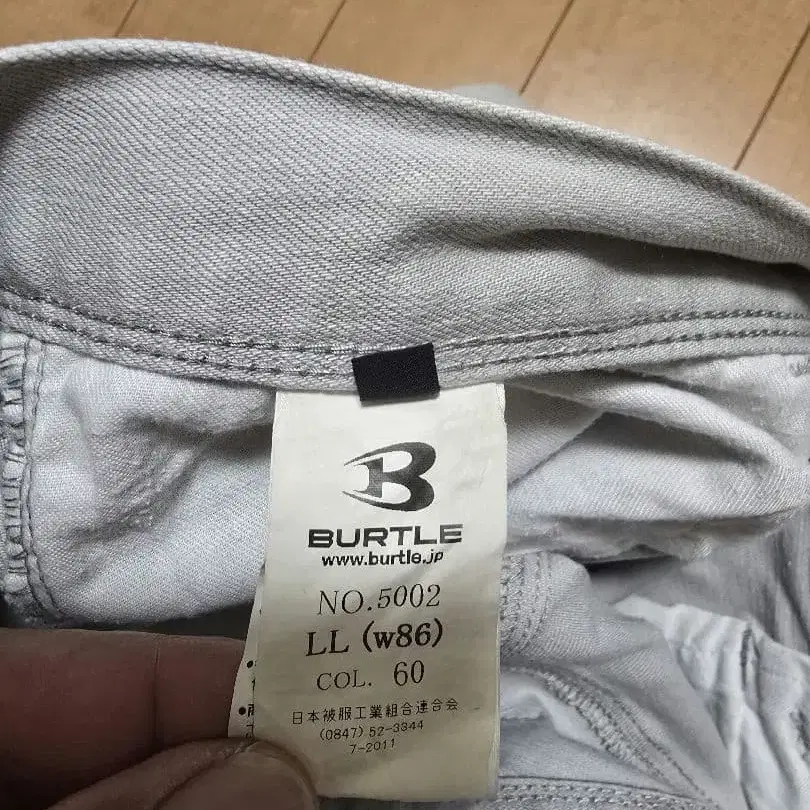 B
BURTLE
www.burtle.jp
NO.5002
LL (w86)
COL. 60
日本被服工業組合連合会
(0847) 52-3344
7-2011